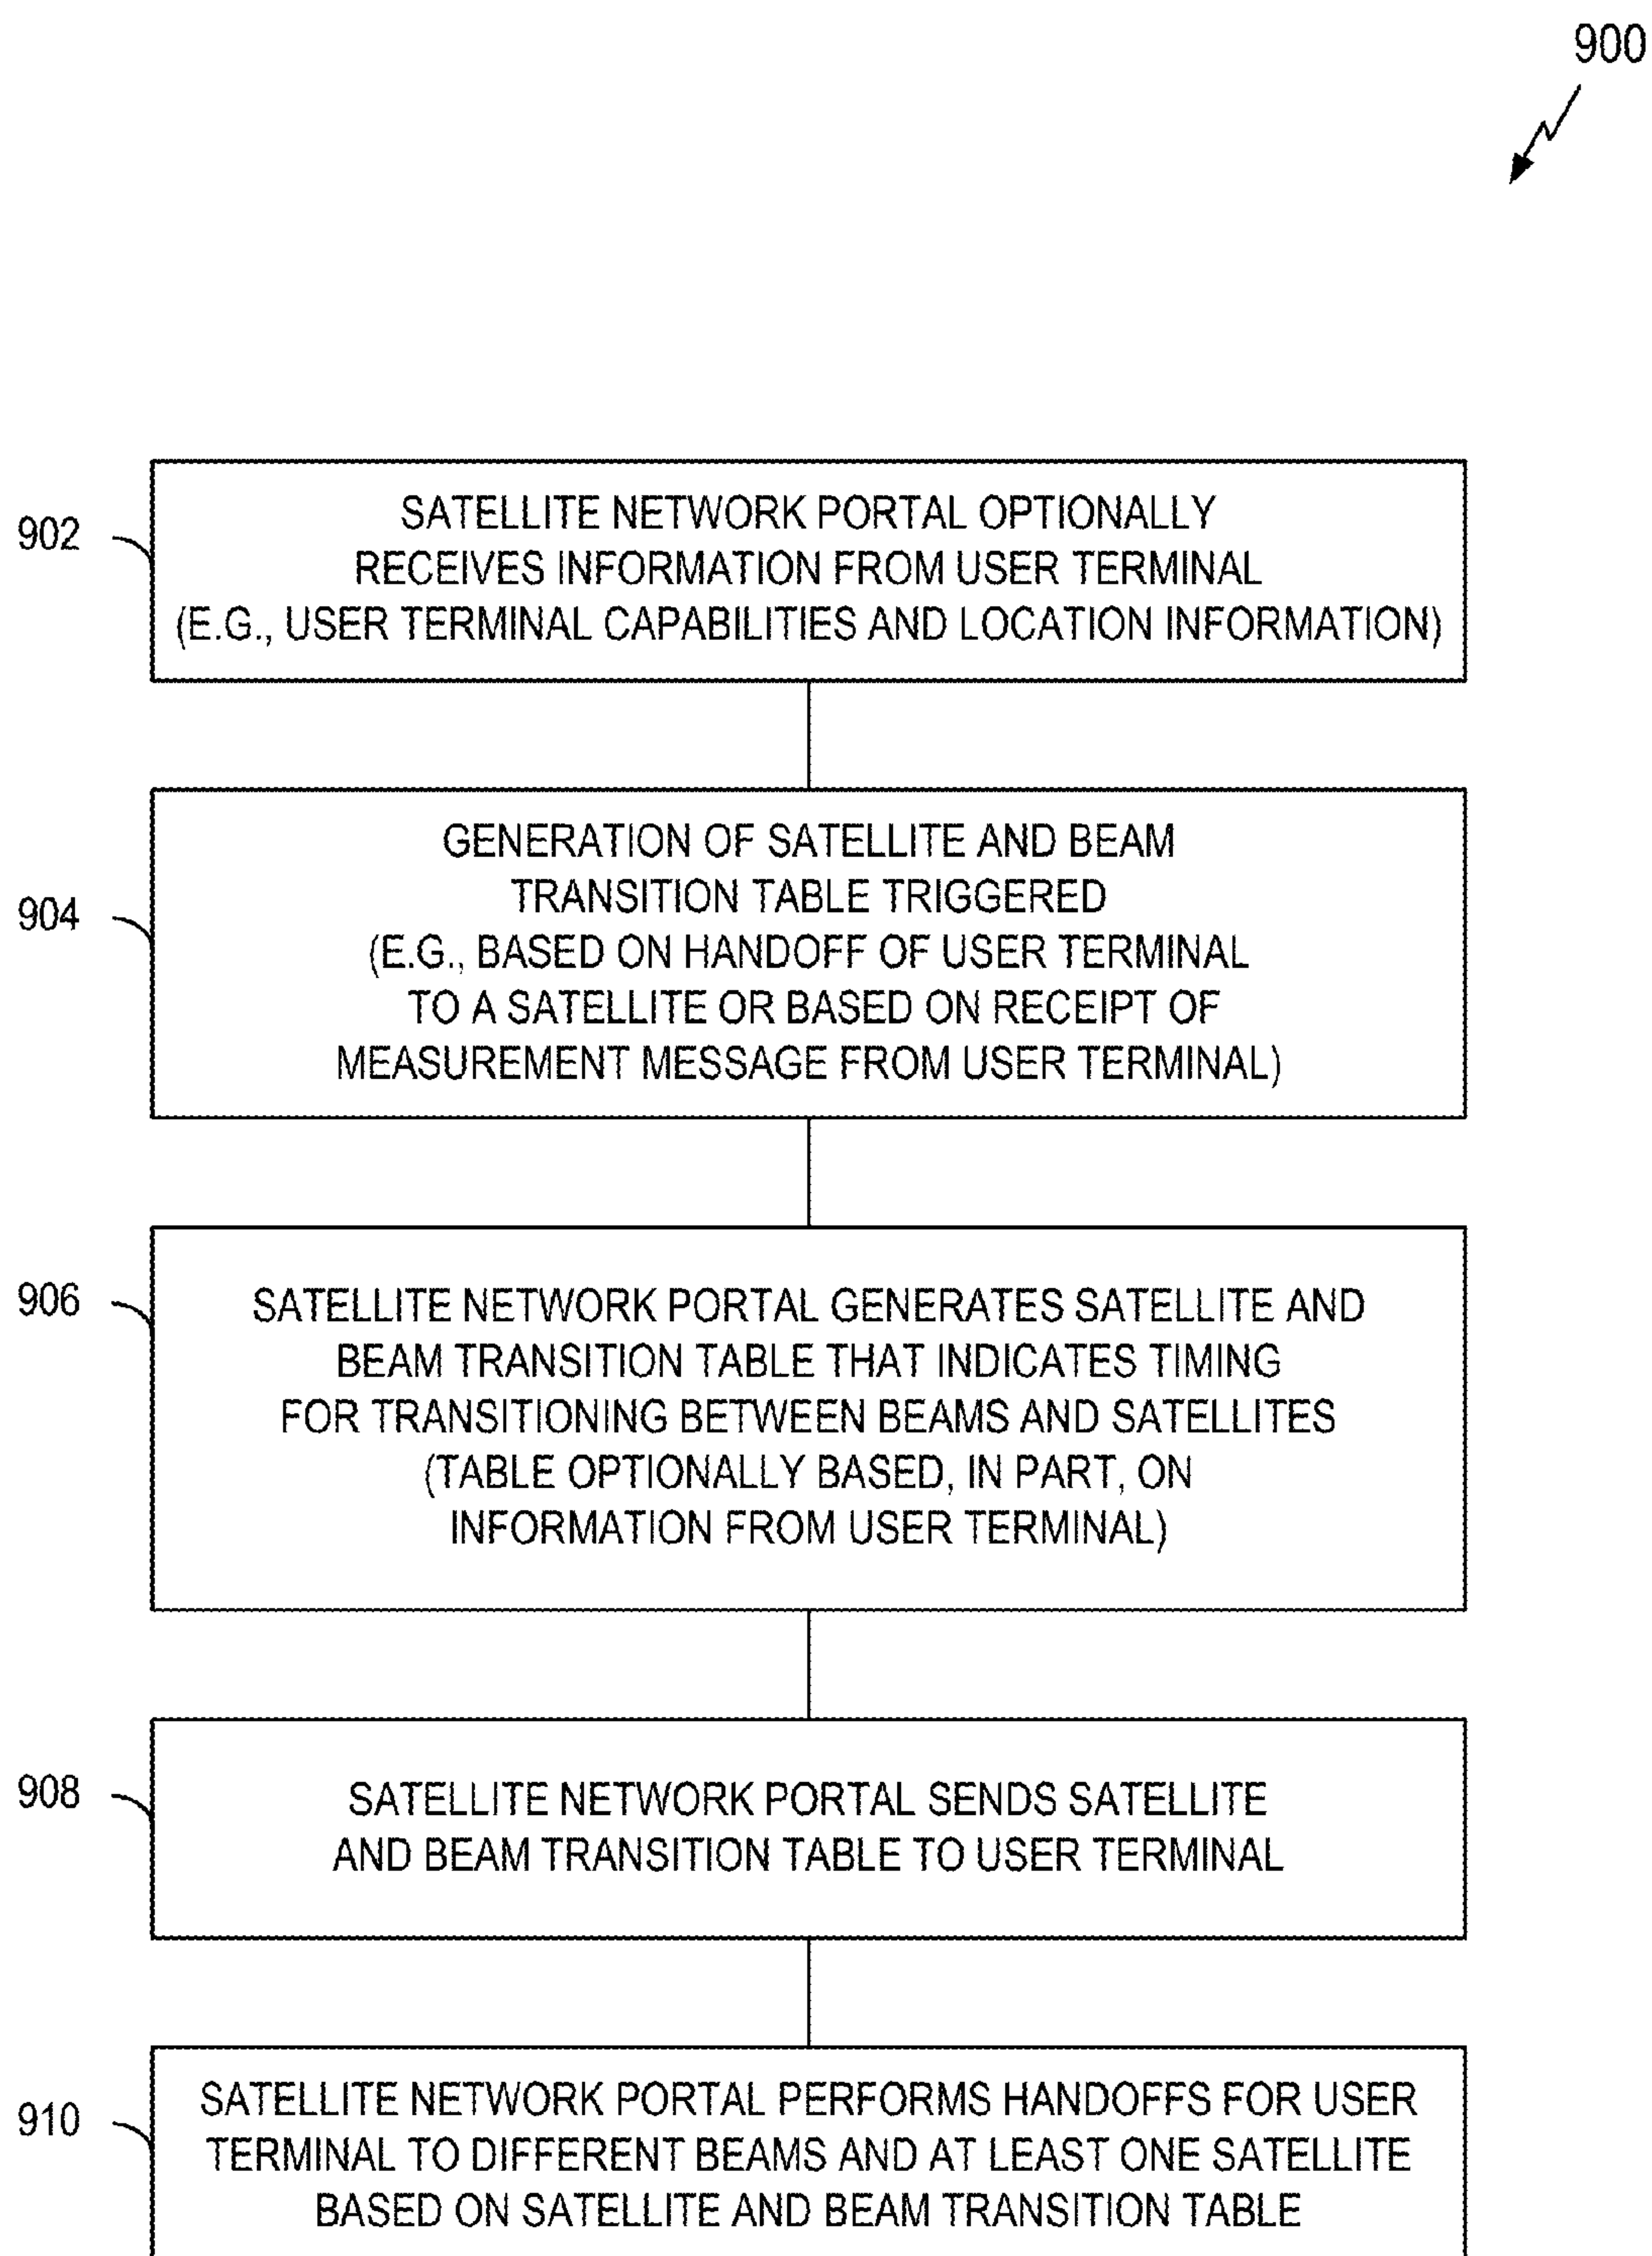 900
902
SATELLITE NETWORK PORTAL OPTIONALLY
RECEIVES INFORMATION FROM USER TERMINAL
(E.G., USER TERMINAL CAPABILITIES AND LOCATION INFORMATION)
904
GENERATION OF SATELLITE AND BEAM
TRANSITION TABLE TRIGGERED
(E.G., BASED ON HANDOFF OF USER TERMINAL
TO A SATELLITE OR BASED ON RECEIPT OF
MEASUREMENT MESSAGE FROM USER TERMINAL)
906
SATELLITE NETWORK PORTAL GENERATES SATELLITE AND
BEAM TRANSITION TABLE THAT INDICATES TIMING
FOR TRANSITIONING BETWEEN BEAMS AND SATELLITES
(TABLE OPTIONALLY BASED, IN PART, ON
INFORMATION FROM USER TERMINAL)
908
SATELLITE NETWORK PORTAL SENDS SATELLITE
AND BEAM TRANSITION TABLE TO USER TERMINAL
910
SATELLITE NETWORK PORTAL PERFORMS HANDOFFS FOR USER
TERMINAL TO DIFFERENT BEAMS AND AT LEAST ONE SATELLITE
BASED ON SATELLITE AND BEAM TRANSITION TABLE